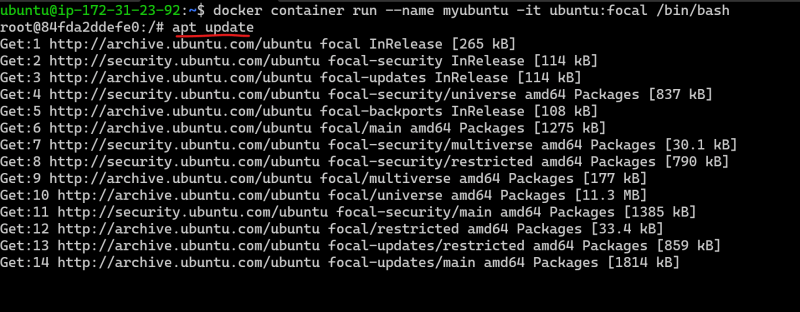 ubuntu@ip-172-31-23-92:~$ docker container run --name myubuntu -it ubuntu:focal /bin/bash
root@84fda2ddefe0:/# apt update
Get:1 http://archive.ubuntu.com/ubuntu focal InRelease [265 kB]
Get:2 http://security.ubuntu.com/ubuntu focal-security InRelease [114 kB]
Get:3 http://archive.ubuntu.com/ubuntu focal-updates InRelease [114 kB]
Get:4 http://security.ubuntu.com/ubuntu focal-security/universe amd64 Packages [837 kB]
Get:5 http://archive.ubuntu.com/ubuntu focal-backports InRelease [108 kB]
Get:6 http://archive.ubuntu.com/ubuntu focal/main amd64 Packages [1275 kB]
Get:7 http://security.ubuntu.com/ubuntu focal-security/multiverse amd64 Packages [30.1 kB]
Get:8 http://security.ubuntu.com/ubuntu focal-security/restricted amd64 Packages [790 kB]
Get:9 http://archive.ubuntu.com/ubuntu focal/multiverse amd64 Packages [177 kB]
Get:10 http://archive.ubuntu.com/ubuntu focal/universe amd64 Packages [11.3 MB]
Get:11 http://security.ubuntu.com/ubuntu focal-security/main amd64 Packages [1385 kB]
Get:12 http://archive.ubuntu.com/ubuntu focal/restricted amd64 Packages [33.4 kB]
Get:13 http://archive.ubuntu.com/ubuntu focal-updates/restricted amd64 Packages [859 kB]
Get:14 http://archive.ubuntu.com/ubuntu focal-updates/main amd64 Packages [1814 kB]